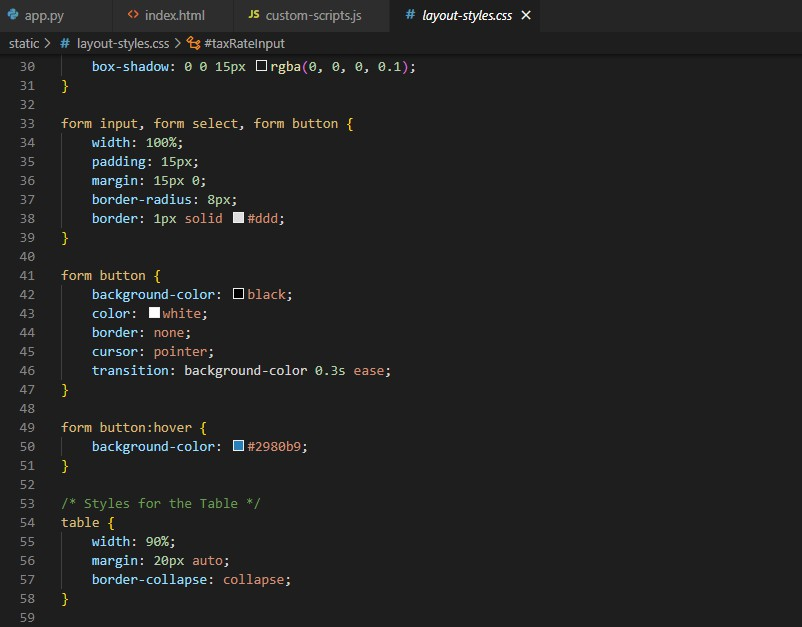 app.py <> index.html JS custom-scripts.js # layout-styles.css ✕
static > # layout-styles.css > #taxRateInput
30 box-shadow: 0 0 15px rgba(0, 0, 0, 0.1);
31 }
32
33 form input, form select, form button {
34 width: 100%;
35 padding: 15px;
36 margin: 15px 0;
37 border-radius: 8px;
38 border: 1px solid #ddd;
39 }
40
41 form button {
42 background-color: black;
43 color: white;
44 border: none;
45 cursor: pointer;
46 transition: background-color 0.3s ease;
47 }
48
49 form button:hover {
50 background-color: #2980b9;
51 }
52
53 /* Styles for the Table */
54 table {
55 width: 90%;
56 margin: 20px auto;
57 border-collapse: collapse;
58 }
59